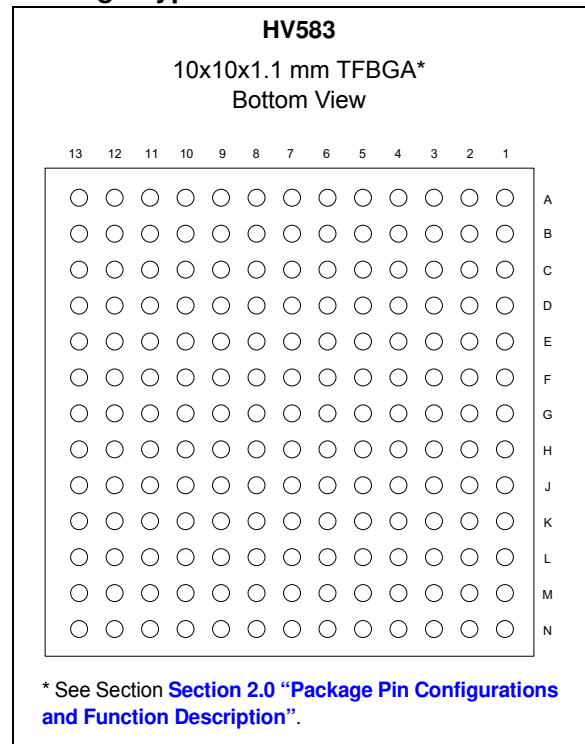 HV583
10x10x1.1 mm TFBGA*
Bottom View
13 12 11 10 9 8 7 6 5 4 3 2 1
A
B
C
D
E
F
G
H
J
K
L
M
N
* See Section Section 2.0 “Package Pin Configurations
and Function Description”.